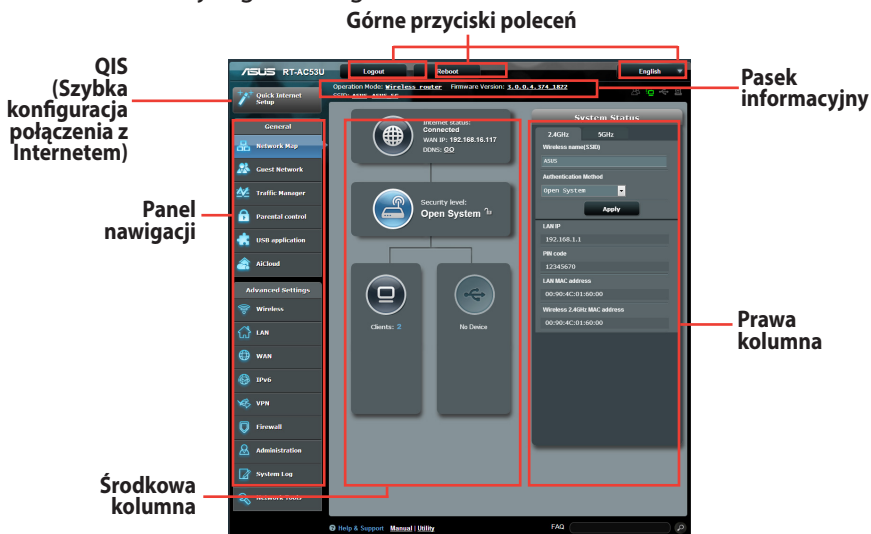 Górne przyciski poleceń
QIS
(Szybka
konfiguracja
połączenia z
Internetem)
Pasek
informacyjny
Panel
nawigacji
Prawa
kolumna
Środkowa
kolumna
ASUS RT-AC53U
Logout
Reboot
English
Operation Mode: Wireless router Firmware Version: 3.0.0.4.374_1822
SSID: ASUS ASUS_5G
Quick Internet
Setup
General
Network Map
Guest Network
Traffic Manager
Parental control
USB application
AiCloud
Advanced Settings
Wireless
LAN
WAN
IPv6
VPN
Firewall
Administration
System Log
Network Tools
Internet status:
Connected
WAN IP: 192.168.16.117
DDNS: GO
Security level:
Open System
Clients: 2
No Device
System Status
2.4GHz 5GHz
Wireless name(SSID)
ASUS
Authentication Method
Open System
Apply
LAN IP
192.168.1.1
PIN code
12345670
LAN MAC address
00:90:4C:01:60:00
Wireless 2.4GHz MAC address
00:90:4C:01:60:00
Help & Support Manual | Utility
FAQ